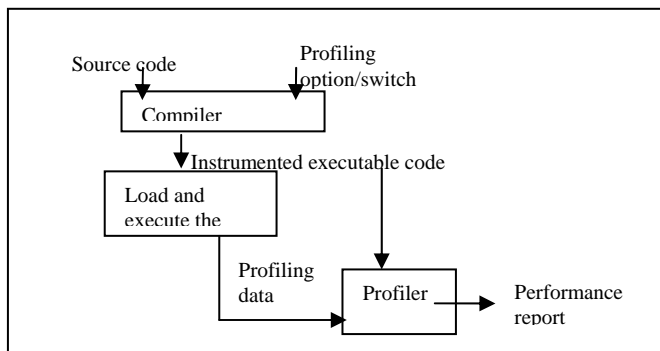 Source code
Profiling
option/switch
Compiler
Instrumented executable code
Load and
execute the
Profiling
data
Profiler
Performance
report